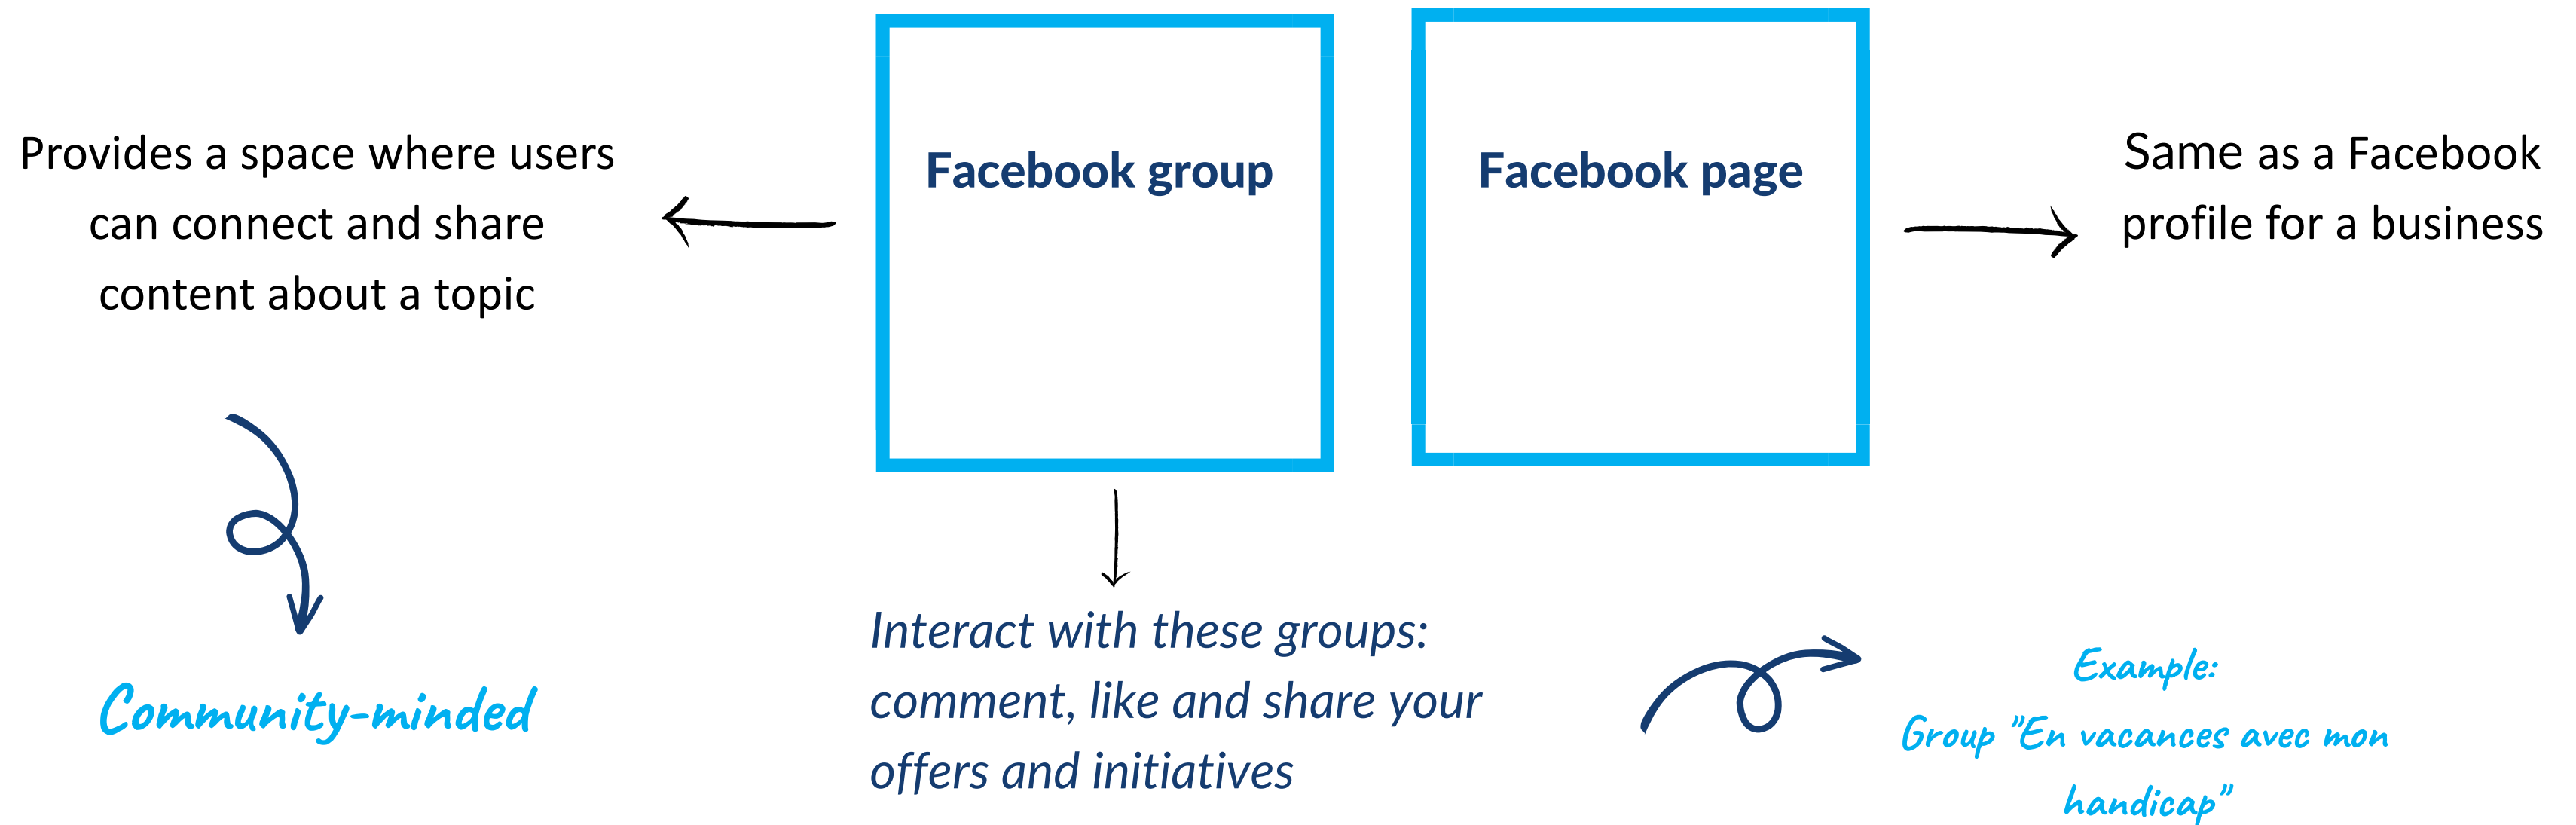 Provides a space where users
can connect and share
content about a topic
Community-minded
Facebook group
Interact with these groups:
comment, like and share your
offers and initiatives
Facebook page
Same as a Facebook
profile for a business
Example:
Group "En vacances avec mon
handicap"